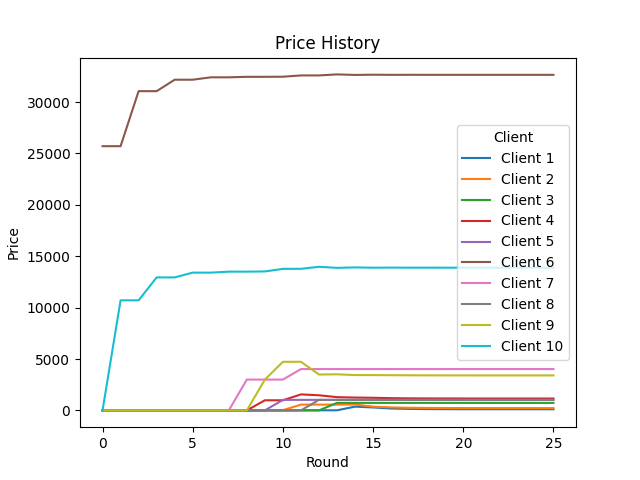 Price History
Price
30000
25000
20000
15000
10000
5000
0
0 5 10 15 20 25
Round
Client
Client 1
Client 2
Client 3
Client 4
Client 5
Client 6
Client 7
Client 8
Client 9
Client 10